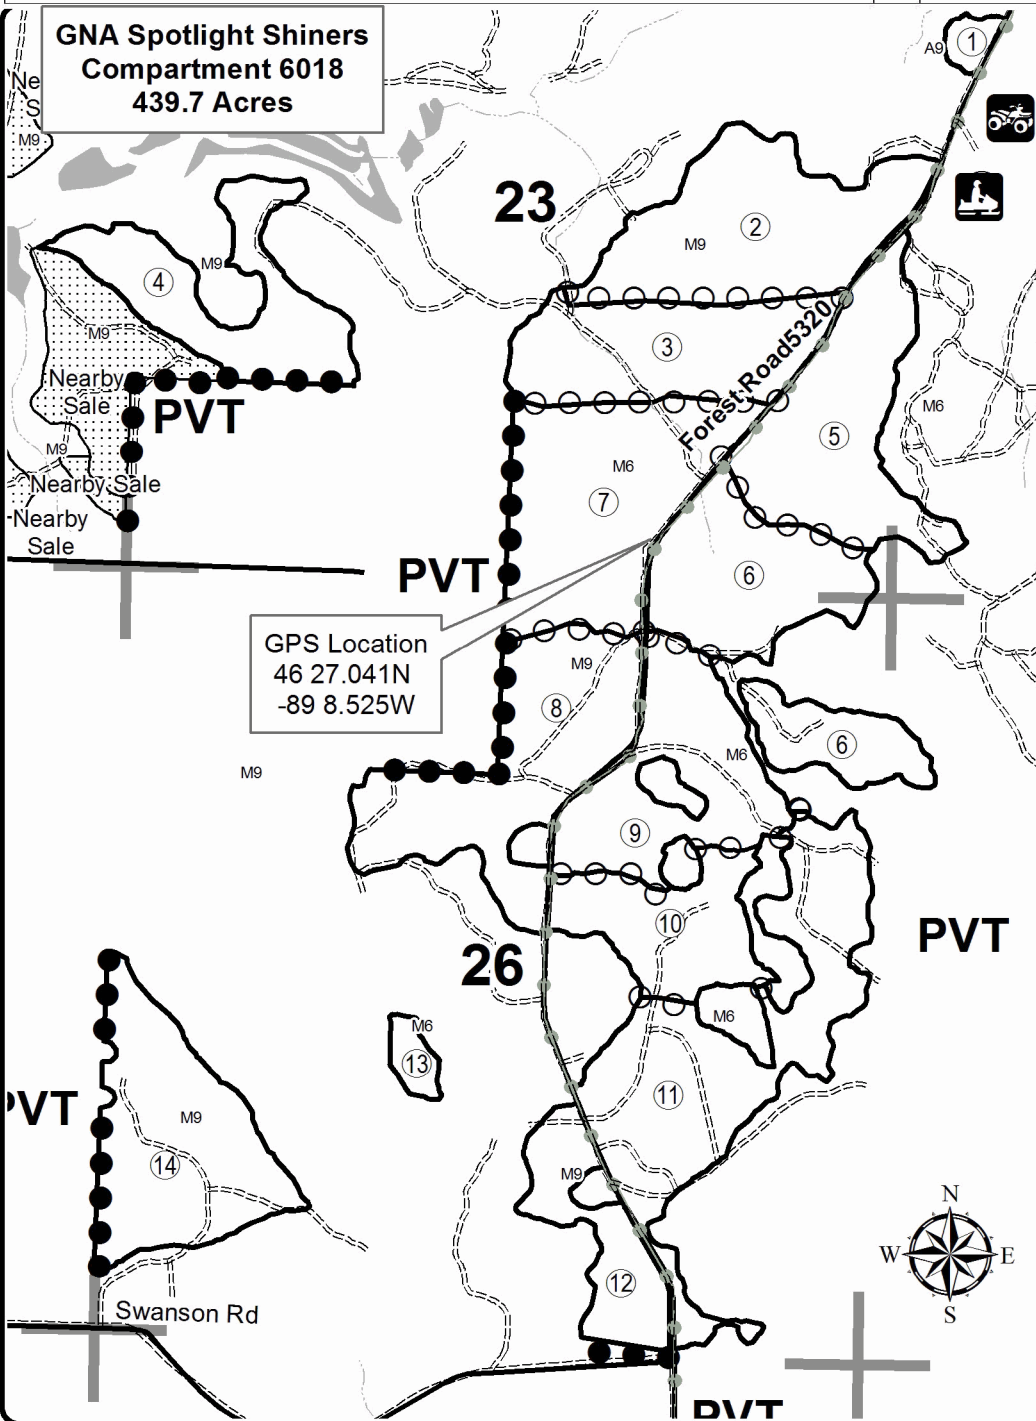 GNA Spotlight Shiners
Compartment 6018
439.7 Acres
Ne
S
M9
A9
1
23
2
M9
4
M9
M9
3
Forest Road5320
Nearby
Sale
PVT
M6
5
M9
M6
Nearby Sale
7
Nearby
Sale
PVT
6
GPS Location
46 27.041N
-89 8.525W
M9
8
6
M6
M9
9
10
PVT
26
M6
M6
13
11
PVT
M9
14
M9
N
W
E
S
12
Swanson Rd
PVT